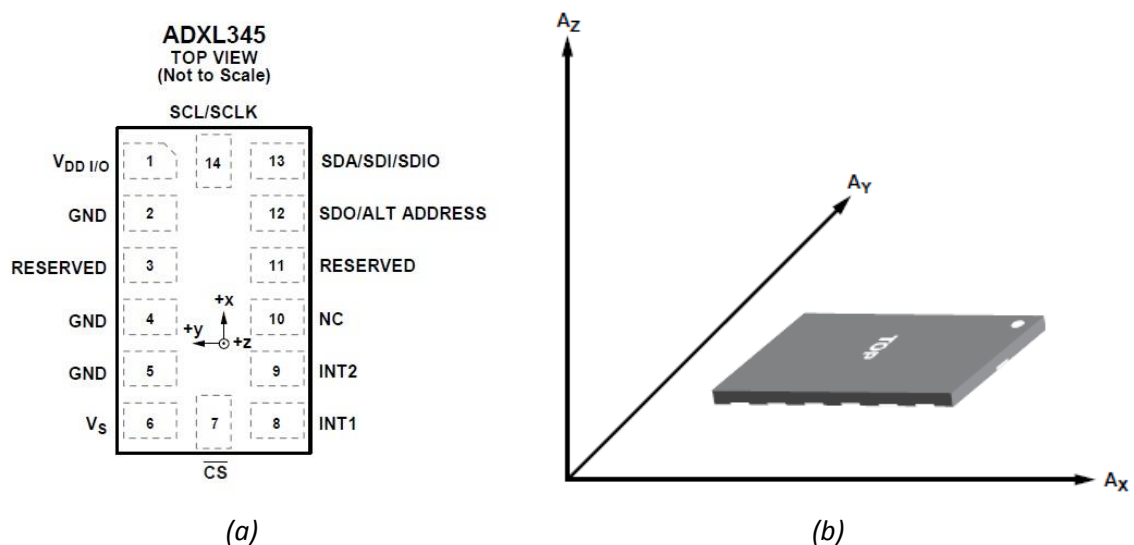 ADXL345
TOP VIEW
(Not to Scale)
SCL/SCLK
VDD I/O 1 14 13 SDA/SDI/SDIO
GND 2 12 SDO/ALT ADDRESS
RESERVED 3 11 RESERVED
+x
GND 4 10 NC
+y +z
GND 5 9 INT2
VS 6 7 8 INT1
CS
(a)
AZ
AY
TOP
AX
(b)